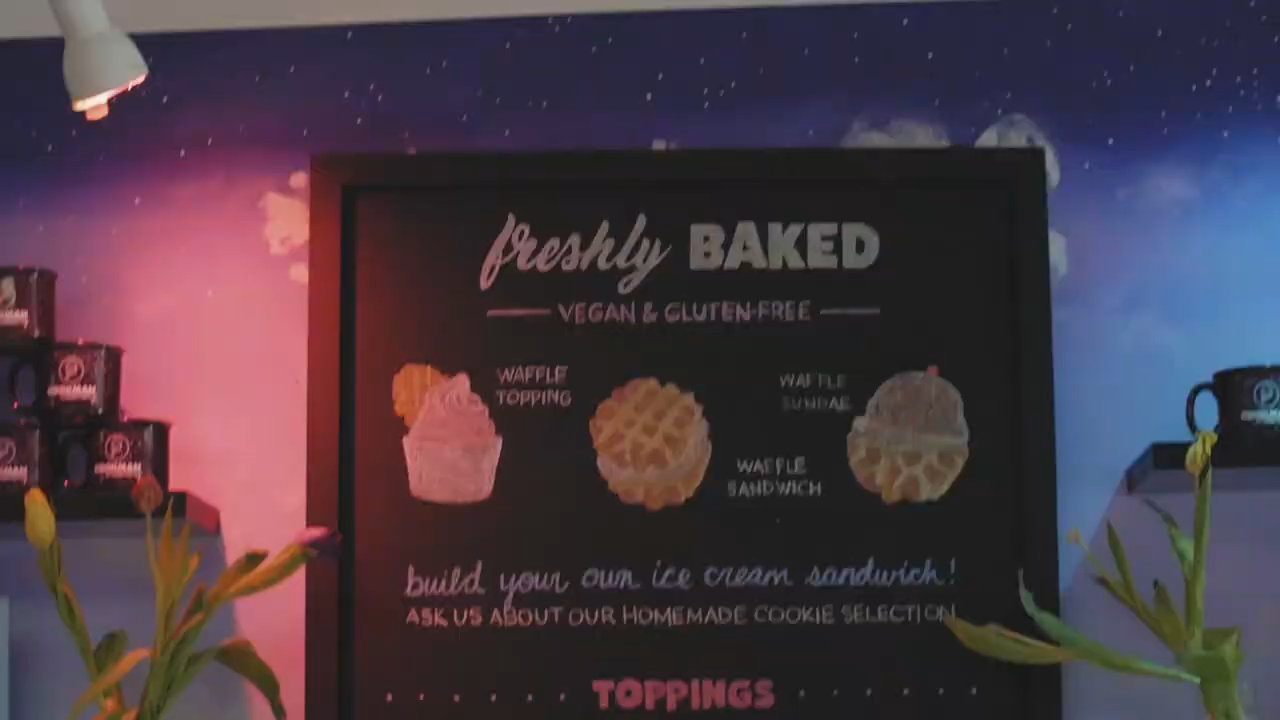 freshly BAKED
VEGAN & GLUTEN-FREE
WAFFLE
TOPPING
WAFFLE
SUNDAE
WAFFLE
SANDWICH
build your own ice cream sandwich!
ASK US ABOUT OUR HOMEMADE COOKIE SELECTION
TOPPINGS